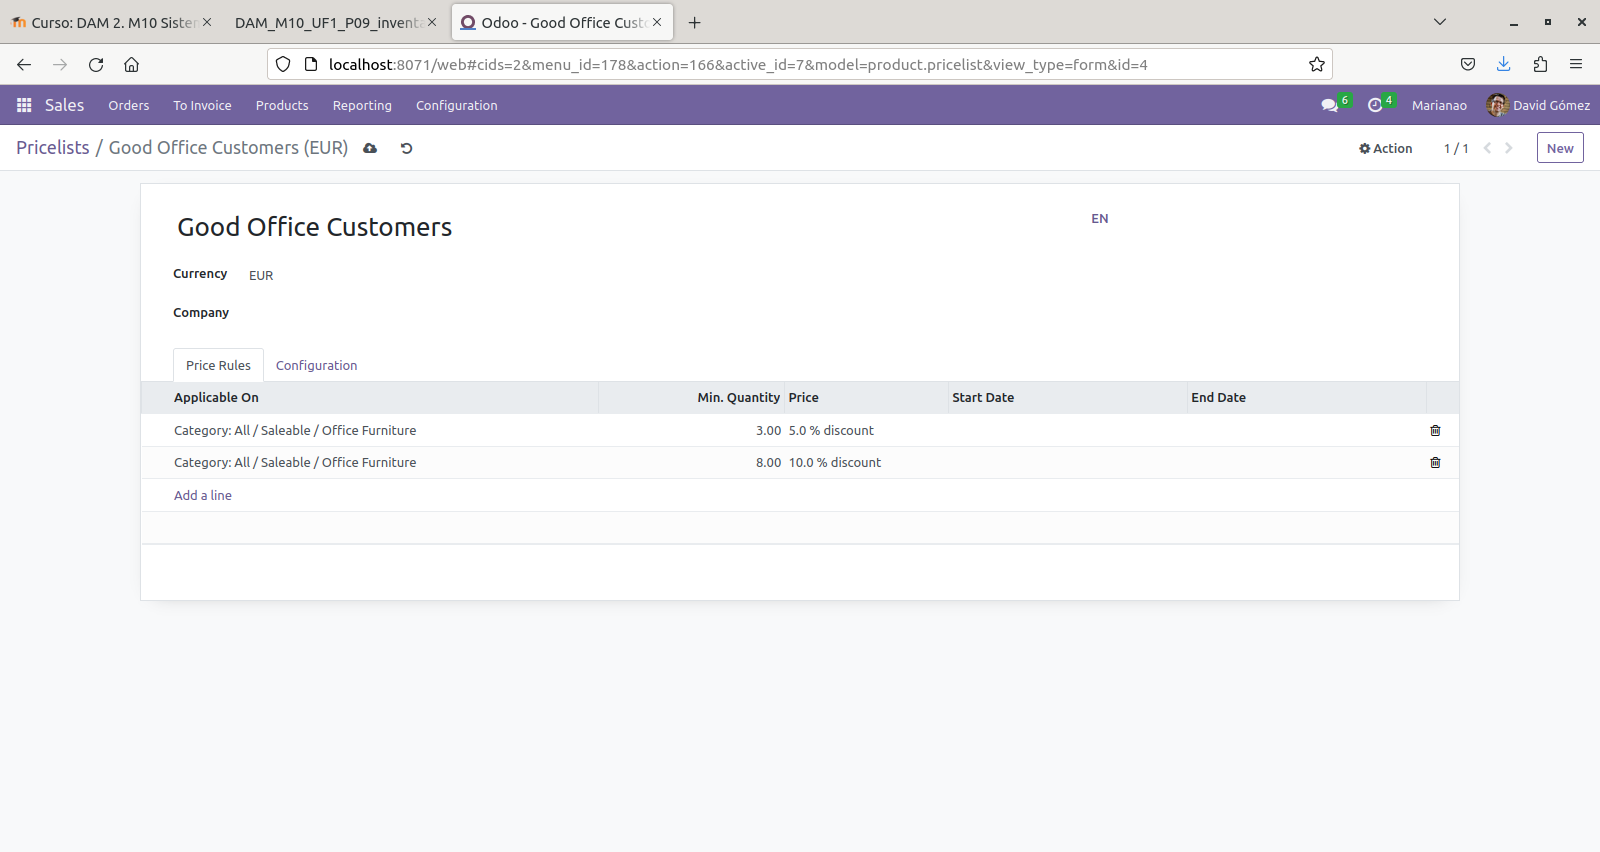 Curso: DAM 2. M10 Siste
DAM_M10_UF1_P09_invent
Odoo - Good Office Cust
localhost:8071/web#cids=2&menu_id=178&action=166&active_id=7&model=product.pricelist&view_type=form&id=4
Sales Orders To Invoice Products Reporting Configuration 6 4 Marianao David Gómez
Pricelists / Good Office Customers (EUR) Action 1 / 1 New
Good Office Customers EN
Currency EUR
Company
Price Rules Configuration
Applicable On Min. Quantity Price Start Date End Date
Category: All / Saleable / Office Furniture 3.00 5.0 % discount
Category: All / Saleable / Office Furniture 8.00 10.0 % discount
Add a line